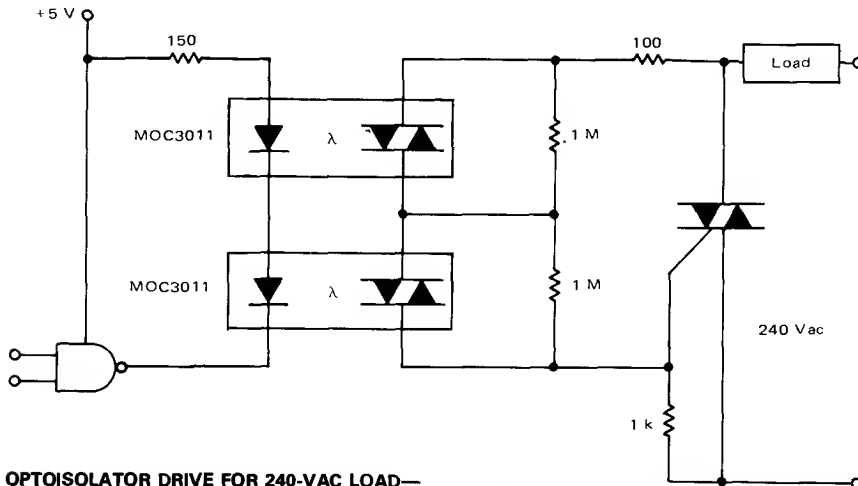 +5 V
150
100
Load
MOC3011
λ
1 M
MOC3011
λ
1 M
240 Vac
1 k
OPTOISOLATOR DRIVE FOR 240-VAC LOAD—